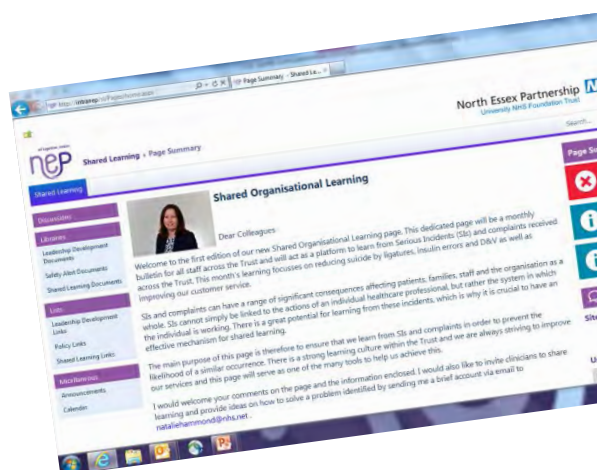 http://intranep/ns/Pages/home.aspx
Page Summary - Shared Le...
North Essex Partnership
University NHS Foundation Trust
nep
Shared Learning › Page Summary
Search...
Shared Learning
Page Su
Discussions
Libraries
Leadership Development
Documents
Safety Alert Documents
Shared Learning Documents
Links
Leadership Development
Links
Policy Links
Shared Learning Links
Miscellaneous
Announcements
Calendar
Shared Organisational Learning
Dear Colleagues
Welcome to the first edition of our new Shared Organisational Learning page. This dedicated page will be a monthly
bulletin for all staff across the Trust and will act as a platform to learn from Serious Incidents (SIs) and complaints received
across the Trust. This month's learning focusses on reducing suicide by ligatures, insulin errors and D&V as well as
improving our customer service.
SIs and complaints can have a range of significant consequences affecting patients, families, staff and the organisation as a
whole. SIs cannot simply be linked to the actions of an individual healthcare professional, but rather the system in which
the individual is working. There is a great potential for learning from these incidents, which is why it is crucial to have an
effective mechanism for shared learning.
The main purpose of this page is therefore to ensure that we learn from SIs and complaints in order to prevent the
likelihood of a similar occurrence. There is a strong learning culture within the Trust and we are always striving to improve
our services and this page will serve as one of the many tools to help us achieve this.
I would welcome your comments on the page and the information enclosed. I would also like to invite clinicians to share
learning and provide ideas on how to solve a problem identified by sending me a brief account via email to
nataliehammond@nhs.net .
Sit